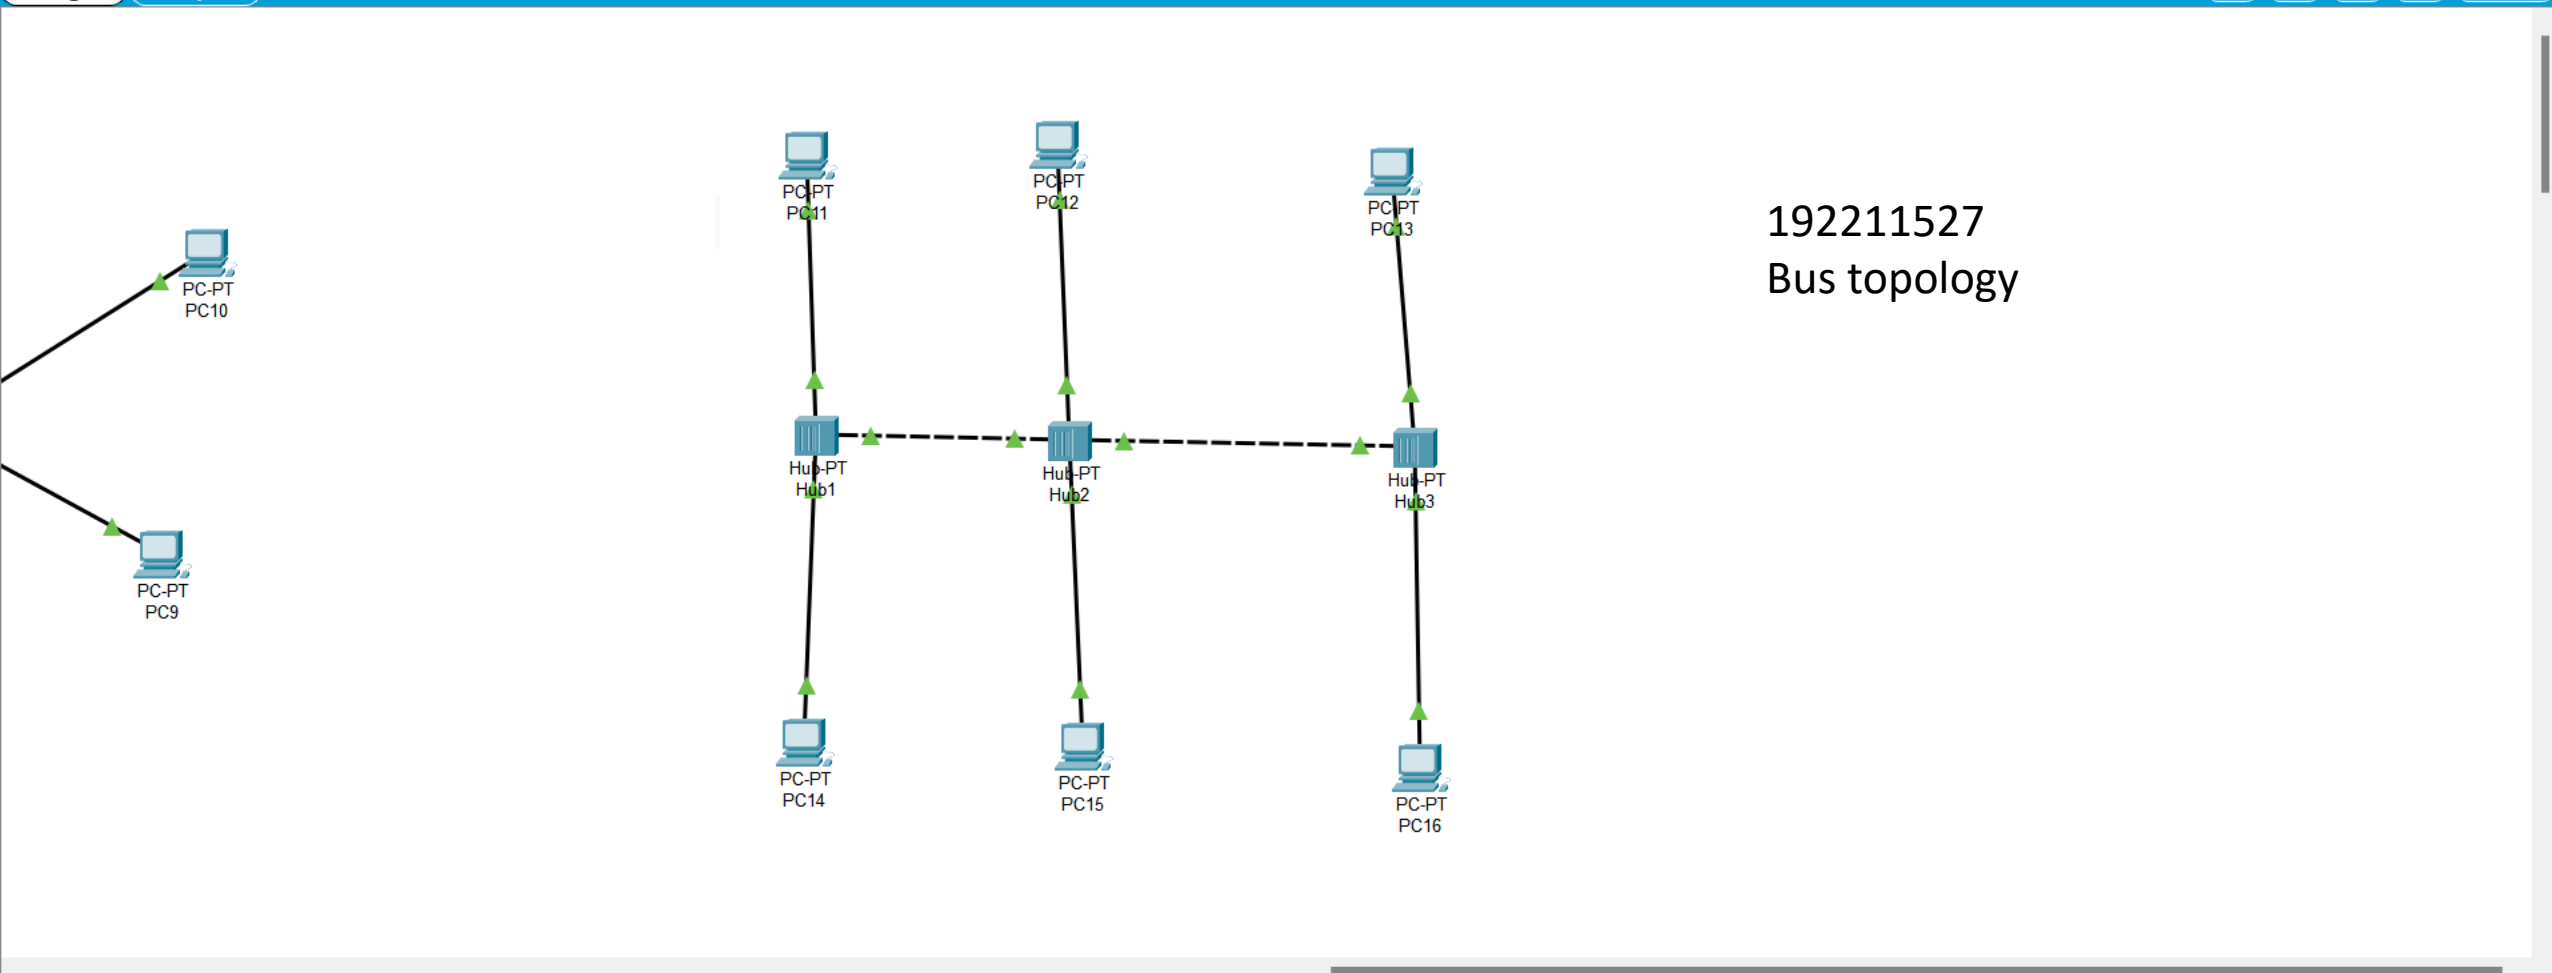 PC-PT
PC10
PC-PT
PC9
PC-PT
PC11
PC-PT
PC12
PC-PT
PC13
Hub-PT
Hub1
Hub-PT
Hub2
Hub-PT
Hub3
PC-PT
PC14
PC-PT
PC15
PC-PT
PC16
192211527
Bus topology